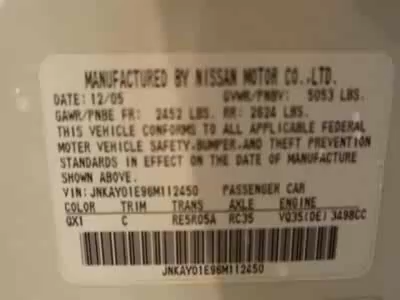 MANUFACTURED BY NISSAN MOTOR CO.,LTD.
DATE: 12/05 GVWR/PNBV: 5053 LBS.
GAWR/PNBE FR: 2452 LBS. RR: 2624 LBS.
THIS VEHICLE CONFORMS TO ALL APPLICABLE FEDERAL
MOTOR VEHICLE SAFETY,BUMPER,AND THEFT PREVENTION
STANDARDS IN EFFECT ON THE DATE OF MANUFACTURE
SHOWN ABOVE.
VIN: JNKAY01E96M112450 PASSENGER CAR
COLOR TRIM TRANS AXLE ENGINE
QX1 C RE5R05A RC35 VQ35(DE) 3498CC
JNKAY01E96M112450